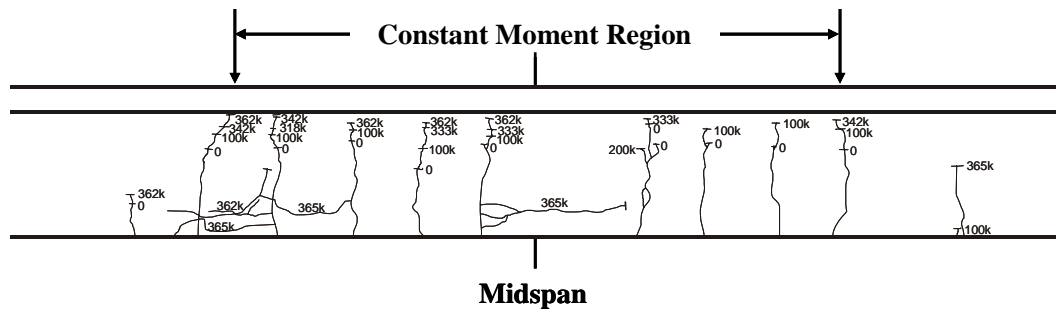 Constant Moment Region
362k 342k 362k 362k 362k 333k 100k 100k 342k
342k 318k 100k 333k 333k 0 0 0 100k
100k 100k 0 100k 100k 200k 0 0
0 0 0 0 365k
362k
0 362k 365k 365k
365k 100k
Midspan